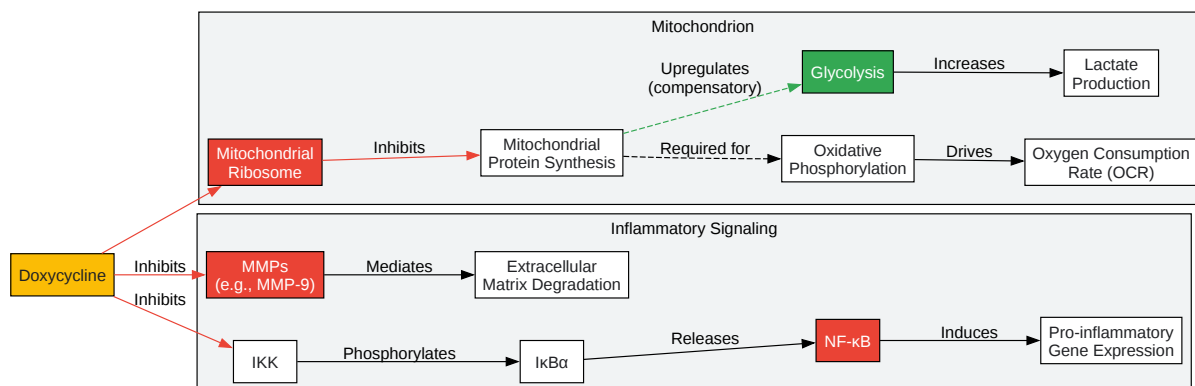 Mitochondrion
Upregulates
(compensatory)
Glycolysis
Increases
Lactate
Production
Mitochondrial
Ribosome
Inhibits
Mitochondrial
Protein Synthesis
Required for
Oxidative
Phosphorylation
Drives
Oxygen Consumption
Rate (OCR)
Inflammatory Signaling
Doxycycline
Inhibits
MMPs
(e.g., MMP-9)
Mediates
Extracellular
Matrix Degradation
Inhibits
IKK
Phosphorylates
IκBα
Releases
NF-κB
Induces
Pro-inflammatory
Gene Expression